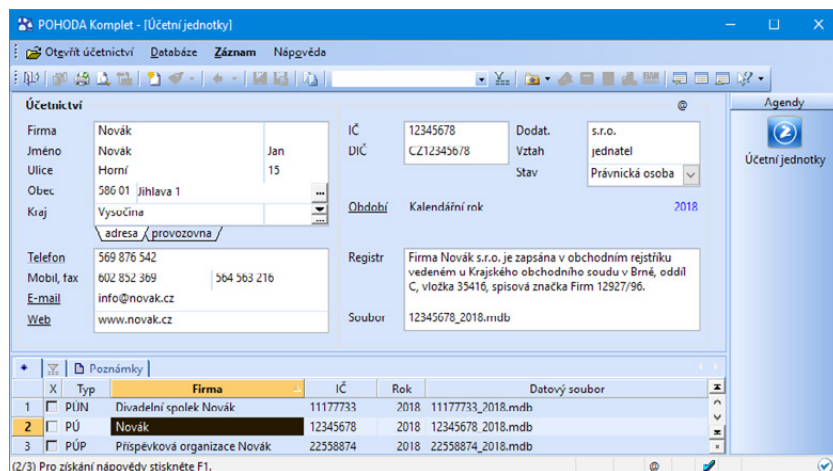 POHODA Komplet - [Účetní jednotky]
Otevřít účetnictví Databáze Záznam Nápověda
Účetnictví @
Firma Novák
Jméno Novák Jan
Ulice Horní 15
Obec 586 01 Jihlava 1 ...
Kraj Vysočina
adresa provozovna
IČ 12345678 Dodat. s.r.o.
DIČ CZ12345678 Vztah jednatel
Stav Právnická osoba
Období Kalendářní rok 2018
Telefon 569 876 542
Mobil, fax 602 852 369 564 563 216
E-mail info@novak.cz
Web www.novak.cz
Registr Firma Novák s.r.o. je zapsána v obchodním rejstříku
vedeném u Krajského obchodního soudu v Brně, oddíl
C, vložka 35416, spisová značka Firm 12927/96.
Soubor 12345678_2018.mdb
Agendy
Účetní jednotky
Poznámky
X Typ Firma IČ Rok Datový soubor
1 PÚN Divadelní spolek Novák 11177733 2018 11177733_2018.mdb
2 PÚ Novák 12345678 2018 12345678_2018.mdb
3 PÚP Příspěvková organizace Novák 22558874 2018 22558874_2018.mdb
(2/3) Pro získání nápovědy stiskněte F1. @